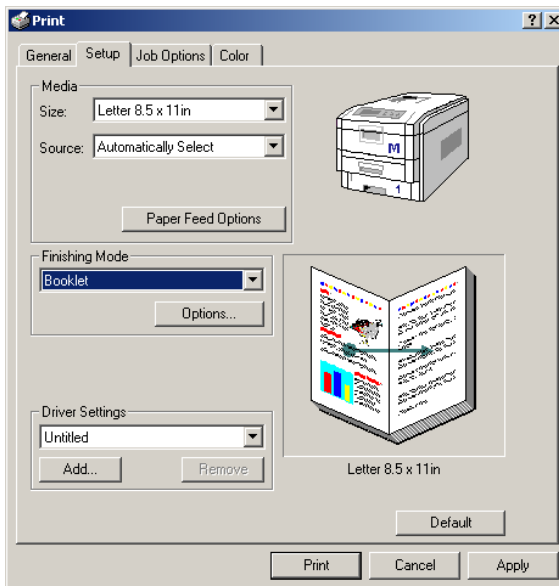 Print
General Setup Job Options Color
Media
Size: Letter 8.5 x 11in
Source: Automatically Select
Paper Feed Options
M
1
Finishing Mode
Booklet
Options...
Driver Settings
Untitled
Add... Remove
Letter 8.5 x 11in
Default
Print Cancel Apply